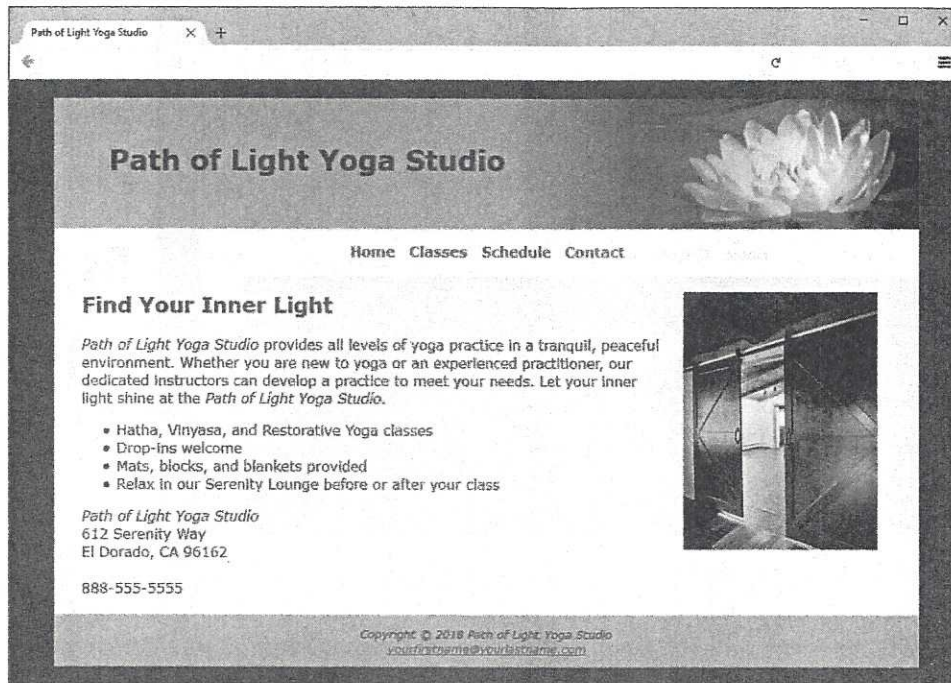 Path of Light Yoga Studio
Path of Light Yoga Studio
Home Classes Schedule Contact
Find Your Inner Light
Path of Light Yoga Studio provides all levels of yoga practice in a tranquil, peaceful
environment. Whether you are new to yoga or an experienced practitioner, our
dedicated instructors can develop a practice to meet your needs. Let your inner
light shine at the Path of Light Yoga Studio.
• Hatha, Vinyasa, and Restorative Yoga classes
• Drop-ins welcome
• Mats, blocks, and blankets provided
• Relax in our Serenity Lounge before or after your class
Path of Light Yoga Studio
612 Serenity Way
El Dorado, CA 96162
888-555-5555
Copyright © 2018 Path of Light Yoga Studio
yourfirstname@yourlastname.com